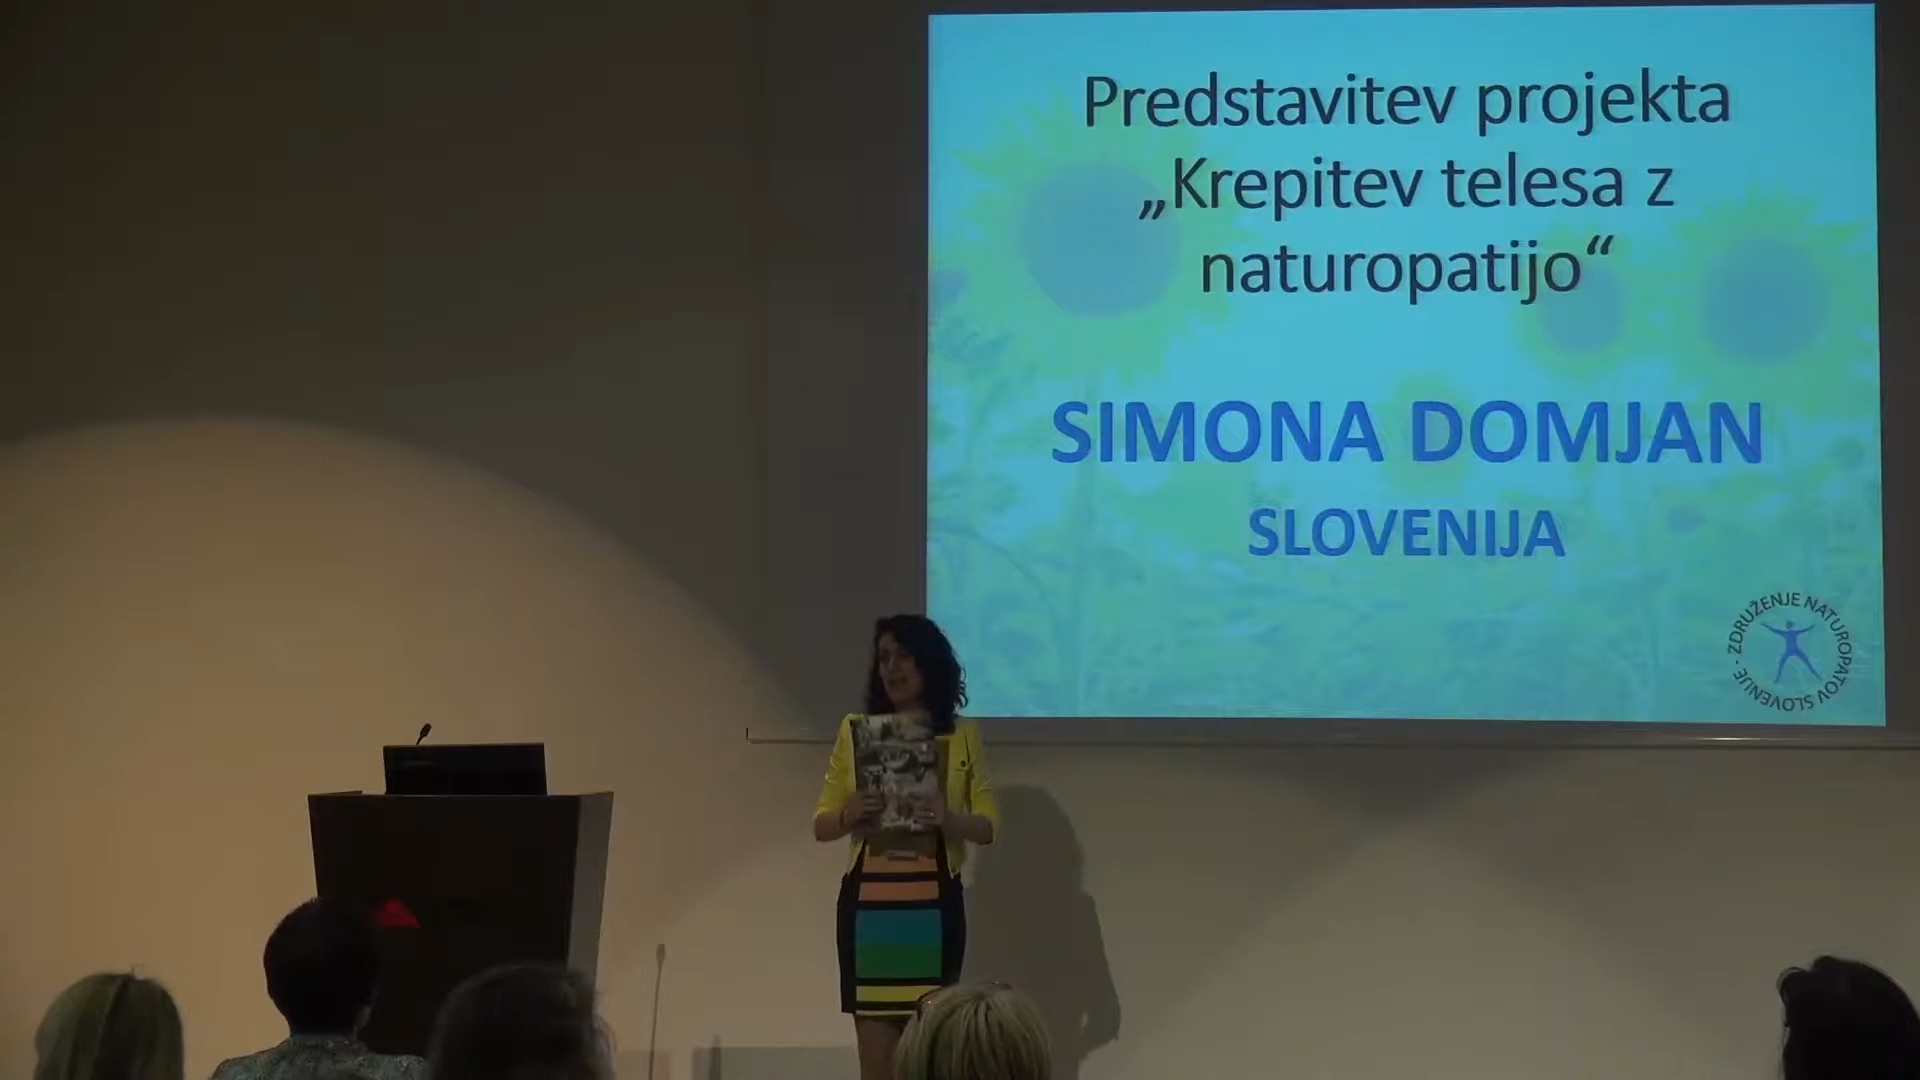 Predstavitev projekta
„Krepitev telesa z
naturopatijo“
SIMONA DOMJAN
SLOVENIJA
ZDRUŽENJE NATUROPATOV SLOVENIJE -